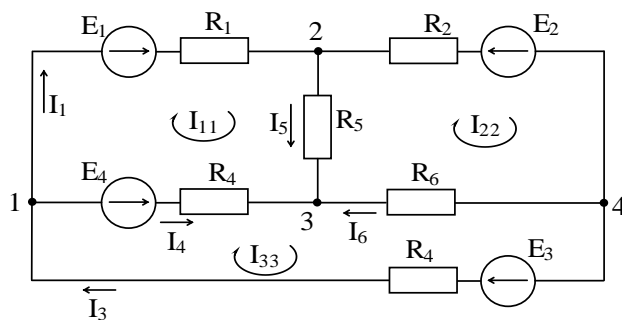 E1 R1 2 R2 E2
I1 I11 I5 R5 I22
E4 R4 R6
1 3 4
I4 I6
I33 R4 E3
I3